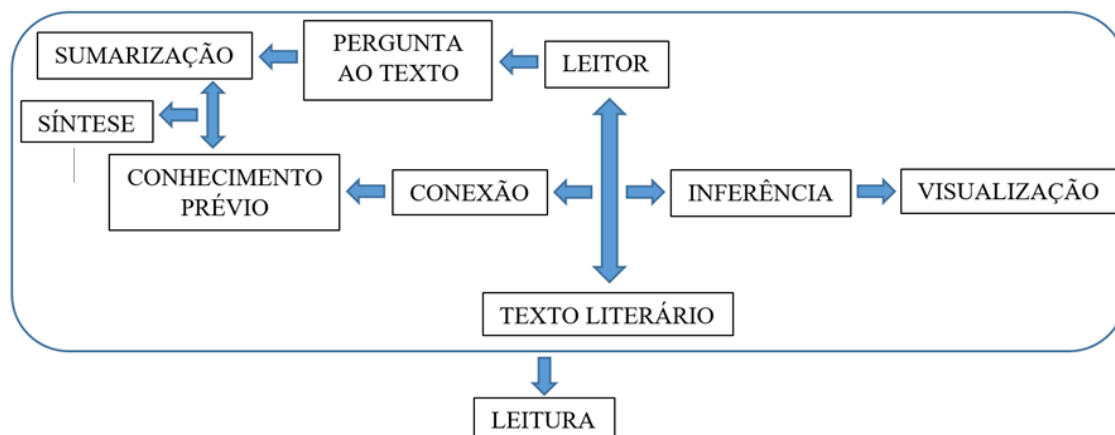 SUMARIZAÇÃO
PERGUNTA
AO TEXTO
LEITOR
SÍNTESE
CONHECIMENTO
PRÉVIO
CONEXÃO
INFERÊNCIA
VISUALIZAÇÃO
TEXTO LITERÁRIO
LEITURA